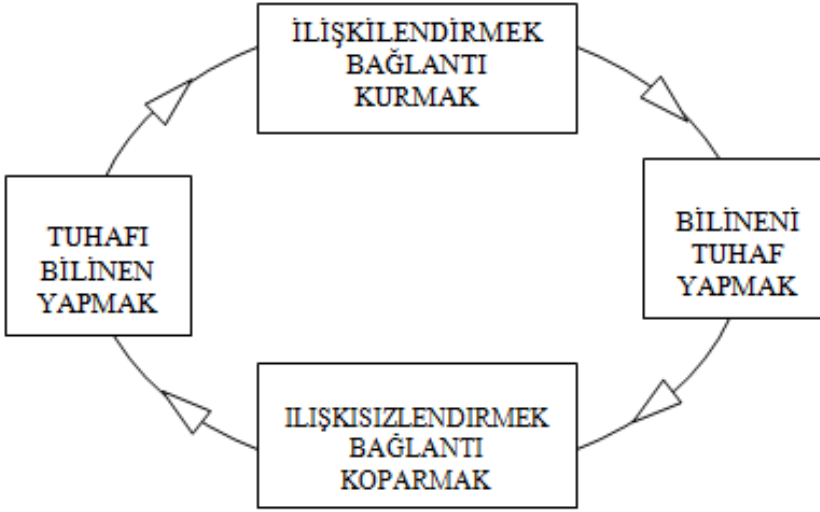 İLİŞKİLENDİRMEK
BAĞLANTI
KURMAK
BİLİNENİ
TUHAF
YAPMAK
ILIŞKISIZLENDIRMEK
BAĞLANTI
KOPARMAK
TUHAFI
BİLİNEN
YAPMAK